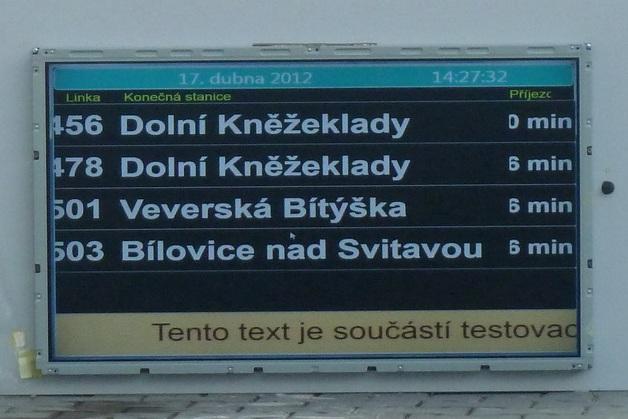 17. dubna 2012 14:27:32
Linka Konečná stanice Příjezd
456 Dolní Kněžeklady 0 min
478 Dolní Kněžeklady 6 min
501 Veverská Bítýška 6 min
503 Bílovice nad Svitavou 6 min
Tento text je součástí testovac